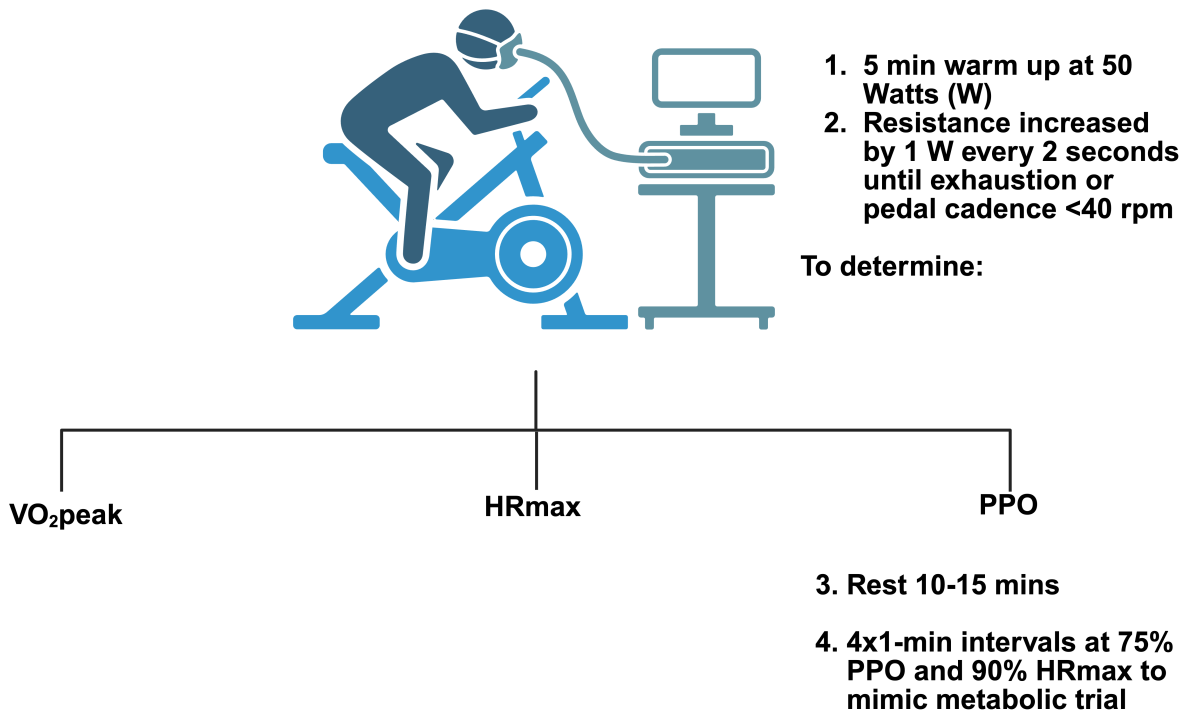 1. 5 min warm up at 50
Watts (W)
2. Resistance increased
by 1 W every 2 seconds
until exhaustion or
pedal cadence <40 rpm
To determine:
VO₂peak
HRmax
PPO
3. Rest 10-15 mins
4. 4x1-min intervals at 75%
PPO and 90% HRmax to
mimic metabolic trial